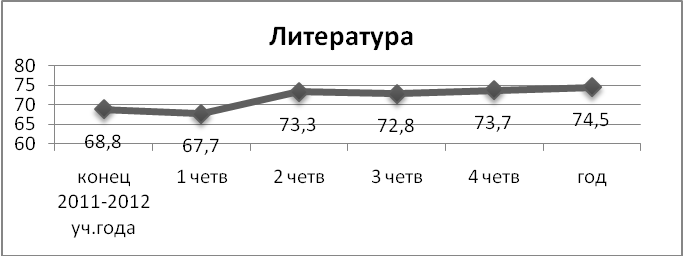 Литература
80
75
70
65
60
68,8
67,7
73,3
72,8
73,7
74,5
конец
2011-2012
уч.года
1 четв
2 четв
3 четв
4 четв
год